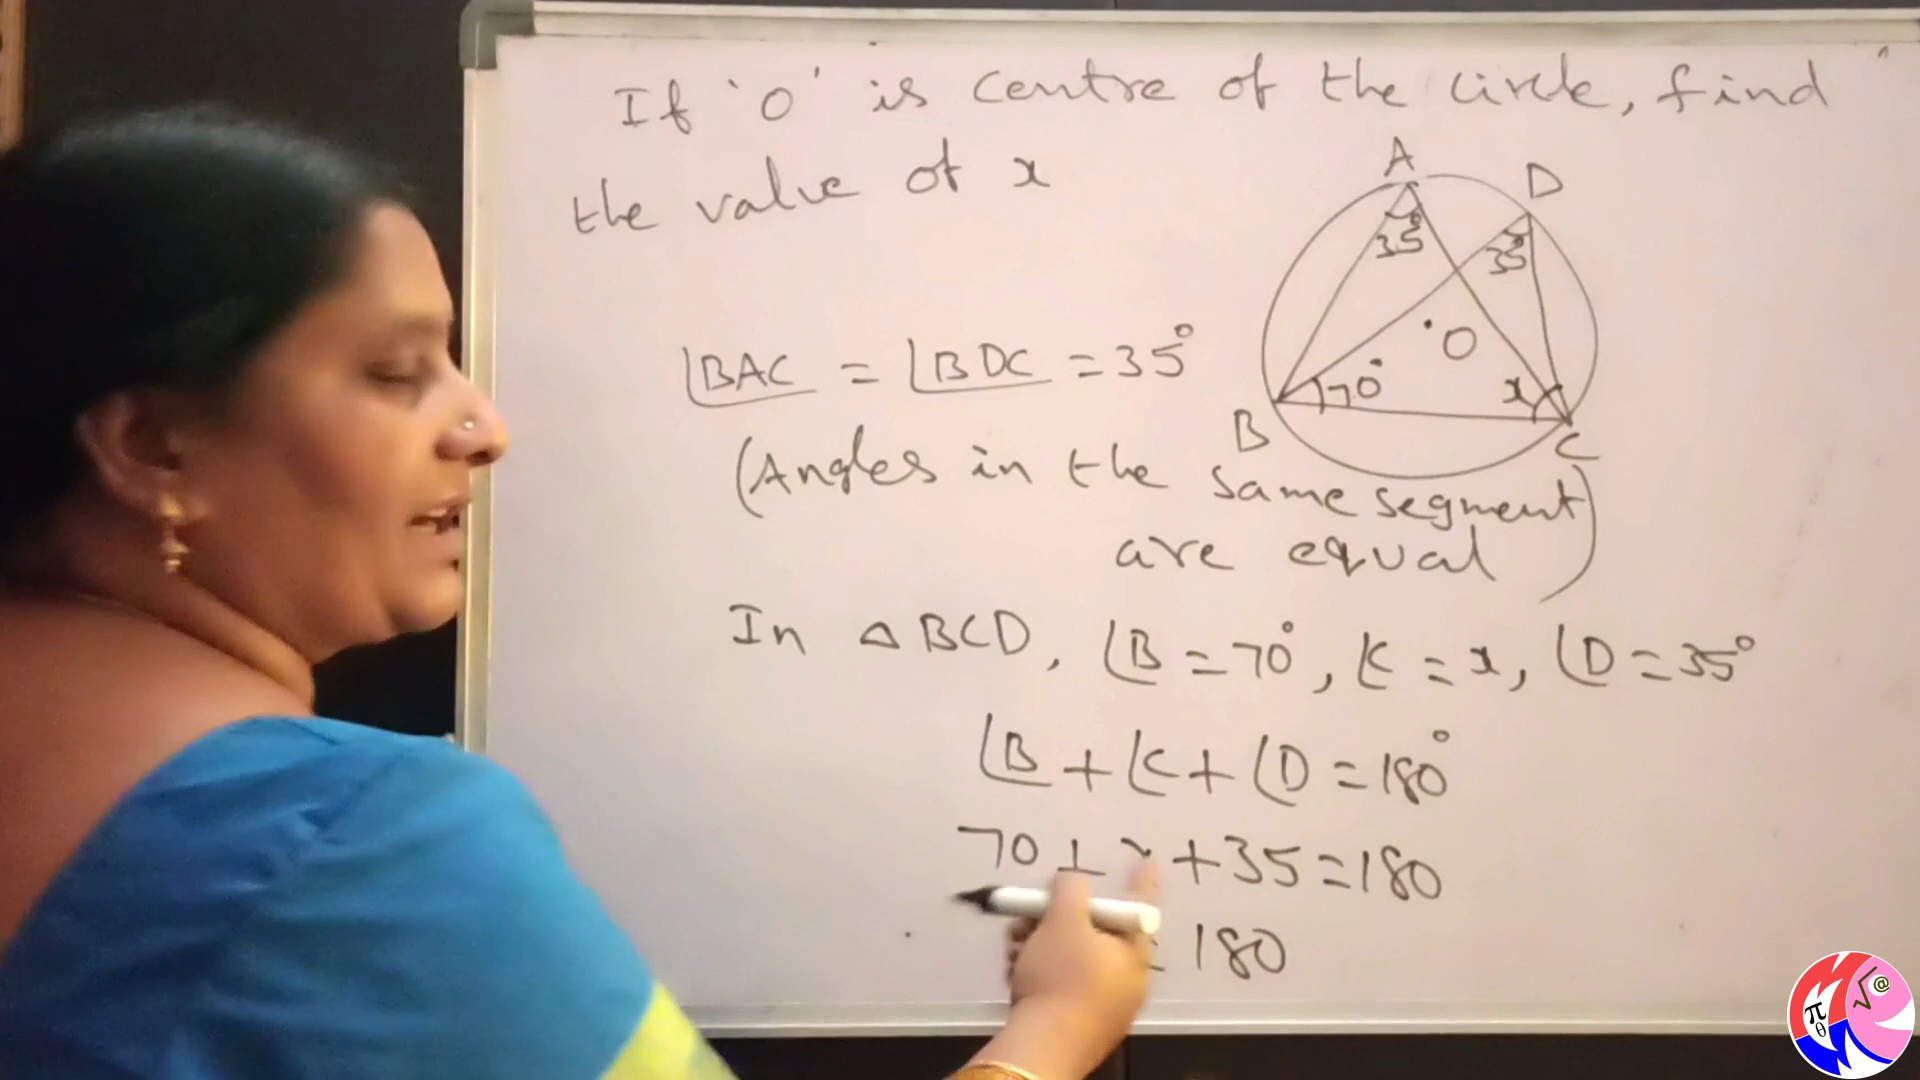 If 'O' is centre of the circle, find
the value of x
A
D
35°
35°
O
70°
x
B
C
∠BAC = ∠BDC = 35°
(Angles in the same segment
are equal)
In △BCD, ∠B = 70°, ∠C = x, ∠D = 35°
∠B + ∠C + ∠D = 180°
70 + x + 35 = 180
= 180
π θ √ @